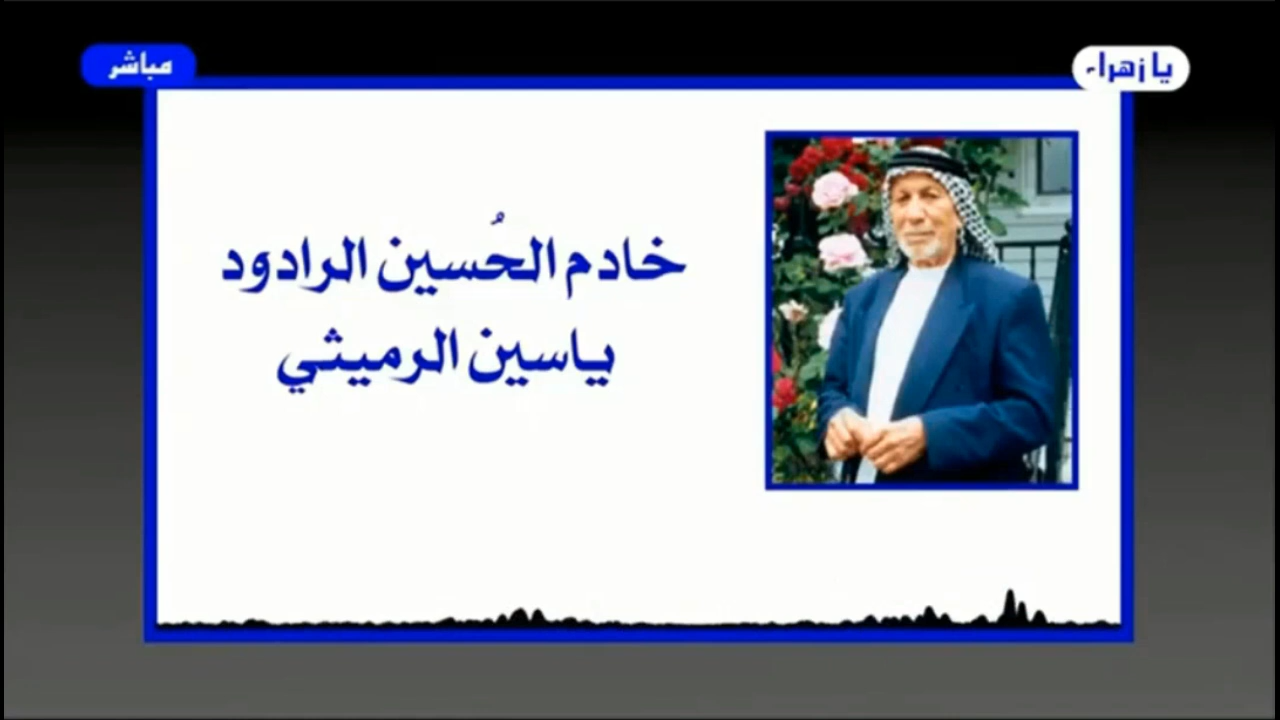 يا زهراء
مباشر
خادم الحُسين الرادود
ياسين الرميثي